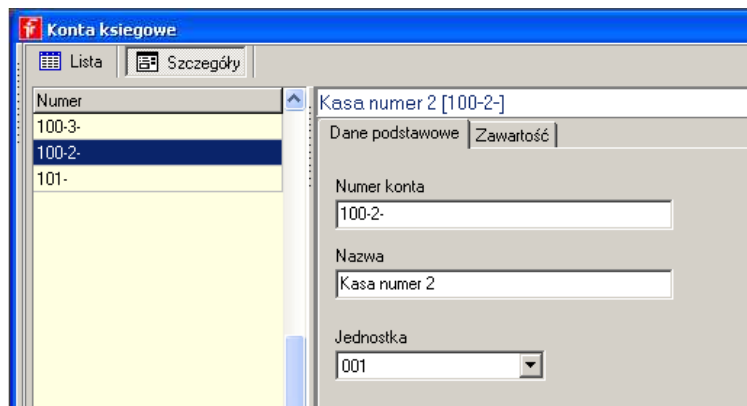 Konta ksiegowe
Lista
Szczegóły
Numer
100-3-
100-2-
101-
Kasa numer 2 [100-2-]
Dane podstawowe
Zawartość
Numer konta
100-2-
Nazwa
Kasa numer 2
Jednostka
001